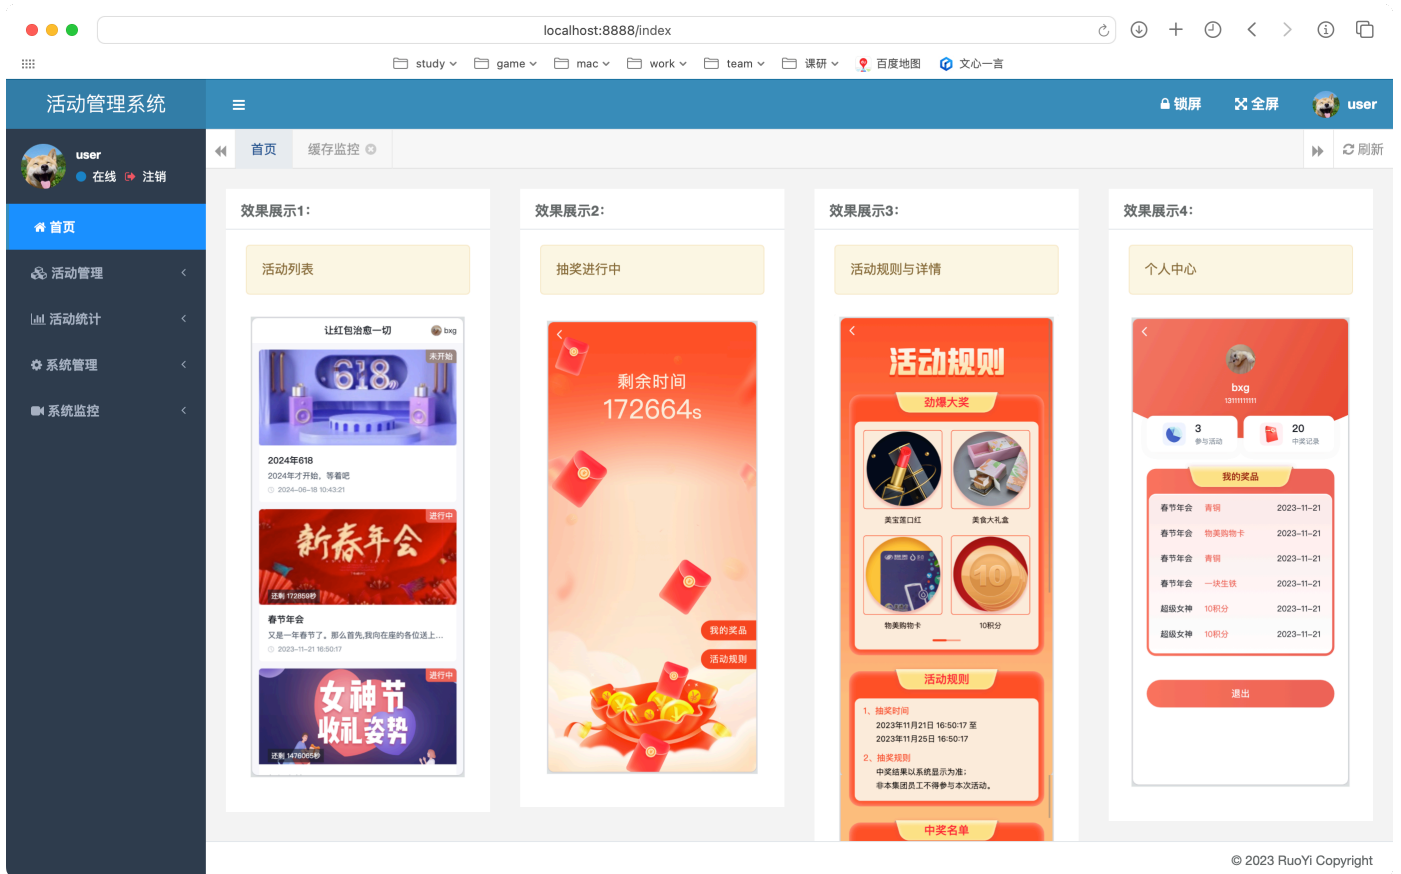 localhost:8888/index
study
game
mac
work
team
课研
百度地图
文心一言
活动管理系统
锁屏
全屏
user
user
在线
注销
首页
缓存监控
刷新
首页
活动管理
活动统计
系统管理
系统监控
效果展示1：
活动列表
让红包治愈一切
bxg
未开始
618
2024年618
2024年才开始，等着吧
2024-06-18 10:43:21
进行中
新春年会
还剩 172859秒
春节年会
又是一年春节了。那么首先,我向在座的各位送上...
2023-11-21 16:50:17
进行中
女神节
收礼姿势
还剩 1476065秒
效果展示2：
抽奖进行中
剩余时间
172664s
我的奖品
活动规则
效果展示3：
活动规则与详情
活动规则
劲爆大奖
美宝莲口红
美食大礼盒
10
物美购物卡
10积分
活动规则
1、抽奖时间
2023年11月21日 16:50:17 至
2023年11月25日 16:50:17
2、抽奖规则
中奖结果以系统显示为准；
非本集团员工不得参与本次活动。
中奖名单
效果展示4：
个人中心
bxg
13111111111
3
参与活动
20
中奖记录
我的奖品
春节年会 青铜 2023-11-21
春节年会 物美购物卡 2023-11-21
春节年会 青铜 2023-11-21
春节年会 一块生铁 2023-11-21
超级女神 10积分 2023-11-21
超级女神 10积分 2023-11-21
退出
© 2023 RuoYi Copyright